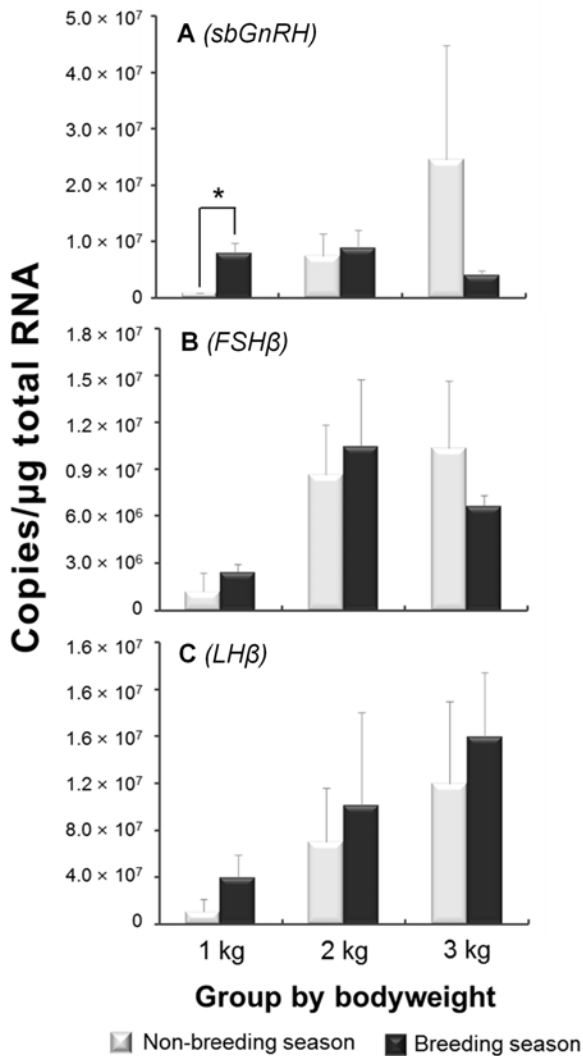 Copies/µg total RNA
A (sbGnRH)
5.0 × 10⁷
4.0 × 10⁷
3.0 × 10⁷
2.0 × 10⁷
1.0 × 10⁷
0
*
B (FSHβ)
1.8 × 10⁷
1.5 × 10⁷
1.2 × 10⁷
0.9 × 10⁷
6.0 × 10⁶
3.0 × 10⁶
0
C (LHβ)
1.6 × 10⁷
1.6 × 10⁷
1.6 × 10⁷
1.2 × 10⁷
8.0 × 10⁷
4.0 × 10⁷
0
1 kg 2 kg 3 kg
Group by bodyweight
Non-breeding season Breeding season